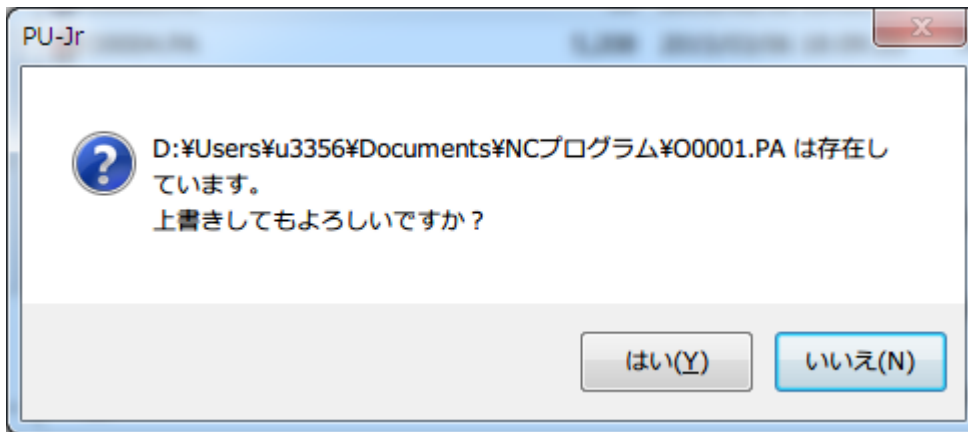 PU-Jr
D:¥Users¥u3356¥Documents¥NCプログラム¥O0001.PA は存在し
ています。
上書きしてもよろしいですか？
はい(Y)
いいえ(N)